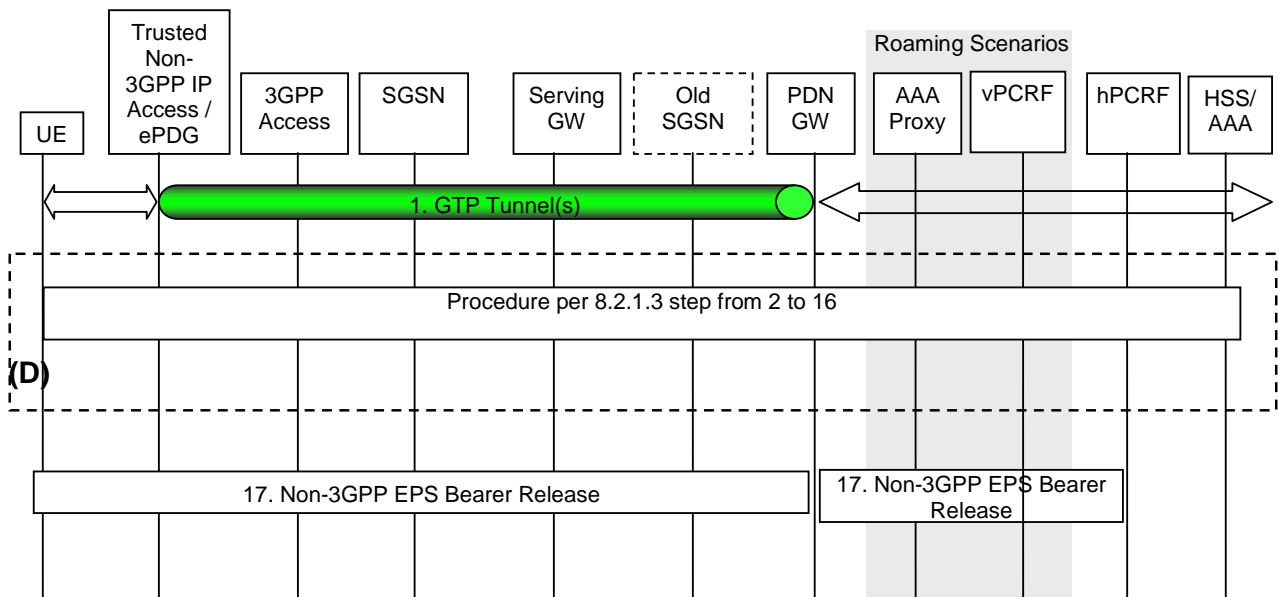 Trusted
Non-
3GPP IP
Access /
ePDG
Roaming Scenarios
UE
3GPP
Access
SGSN
Serving
GW
Old
SGSN
PDN
GW
AAA
Proxy
vPCRF
hPCRF
HSS/
AAA
1. GTP Tunnel(s)
Procedure per 8.2.1.3 step from 2 to 16
(D)
17. Non-3GPP EPS Bearer Release
17. Non-3GPP EPS Bearer
Release